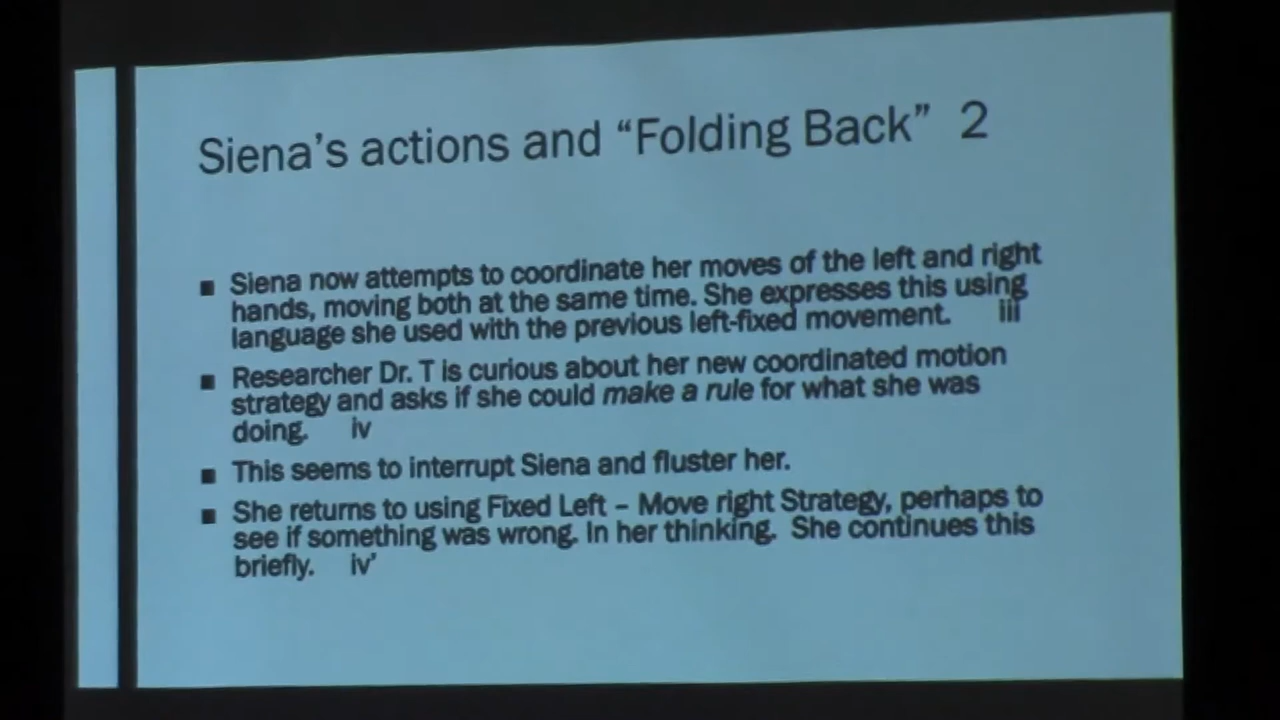 Siena's actions and “Folding Back” 2
■ Siena now attempts to coordinate her moves of the left and right
hands, moving both at the same time. She expresses this using
language she used with the previous left-fixed movement. iii
■ Researcher Dr. T is curious about her new coordinated motion
strategy and asks if she could make a rule for what she was
doing. iv
■ This seems to interrupt Siena and fluster her.
■ She returns to using Fixed Left – Move right Strategy, perhaps to
see if something was wrong. In her thinking. She continues this
briefly. iv'